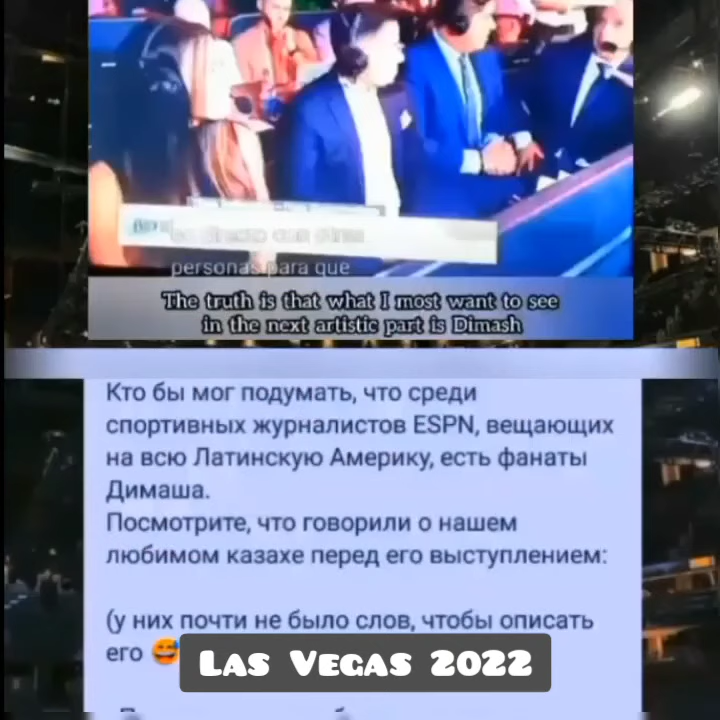 personas para que
The truth is that what I most want to see
in the next artistic part is Dimash
Кто бы мог подумать, что среди
спортивных журналистов ESPN, вещающих
на всю Латинскую Америку, есть фанаты
Димаша.
Посмотрите, что говорили о нашем
любимом казахе перед его выступлением:
(у них почти не было слов, чтобы описать
его 😅
Las Vegas 2022